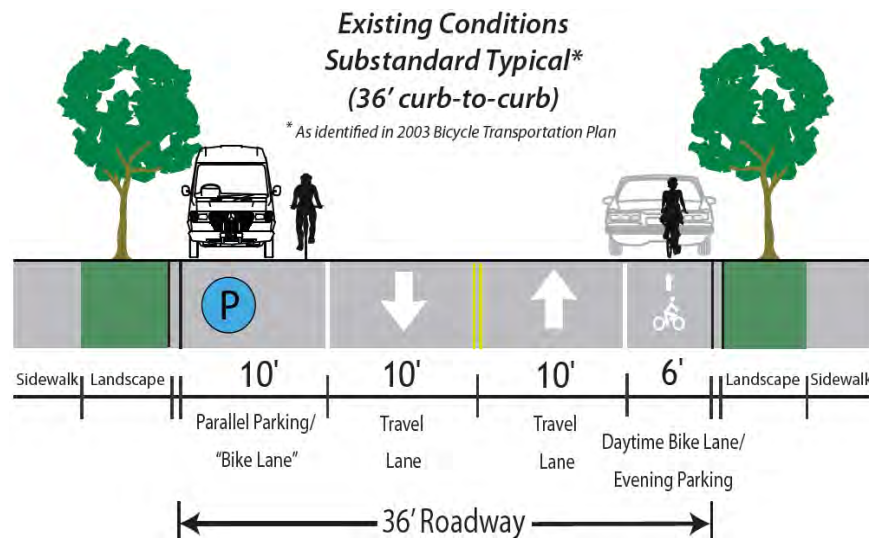 Existing Conditions
Substandard Typical*
(36' curb-to-curb)
* As identified in 2003 Bicycle Transportation Plan
P
10' 10' 10' 6'
Sidewalk Landscape Landscape Sidewalk
Parallel Parking/
"Bike Lane"
Travel
Lane
Travel
Lane
Daytime Bike Lane/
Evening Parking
36' Roadway